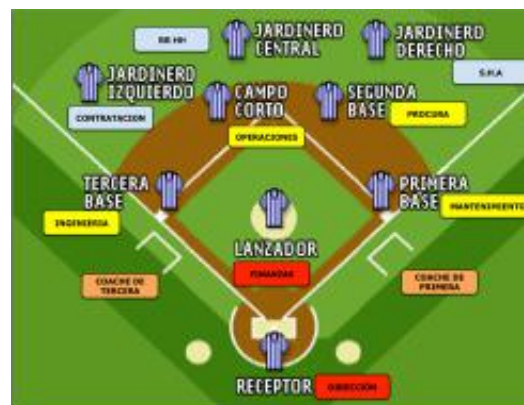 RR HH
JARDINERO
CENTRAL
JARDINERO
DERECHO
S.H.A
JARDINERO
IZQUIERDO
CONTRATACION
CAMPO
CORTO
OPERACIONES
SEGUNDA
BASE
PROCURA
TERCERA
BASE
INGENIERIA
PRIMERA
BASE
MANTENIMIENTO
LANZADOR
FINANZAS
COACHE DE
TERCERA
COACHE DE
PRIMERA
RECEPTOR
DIRECCIÓN